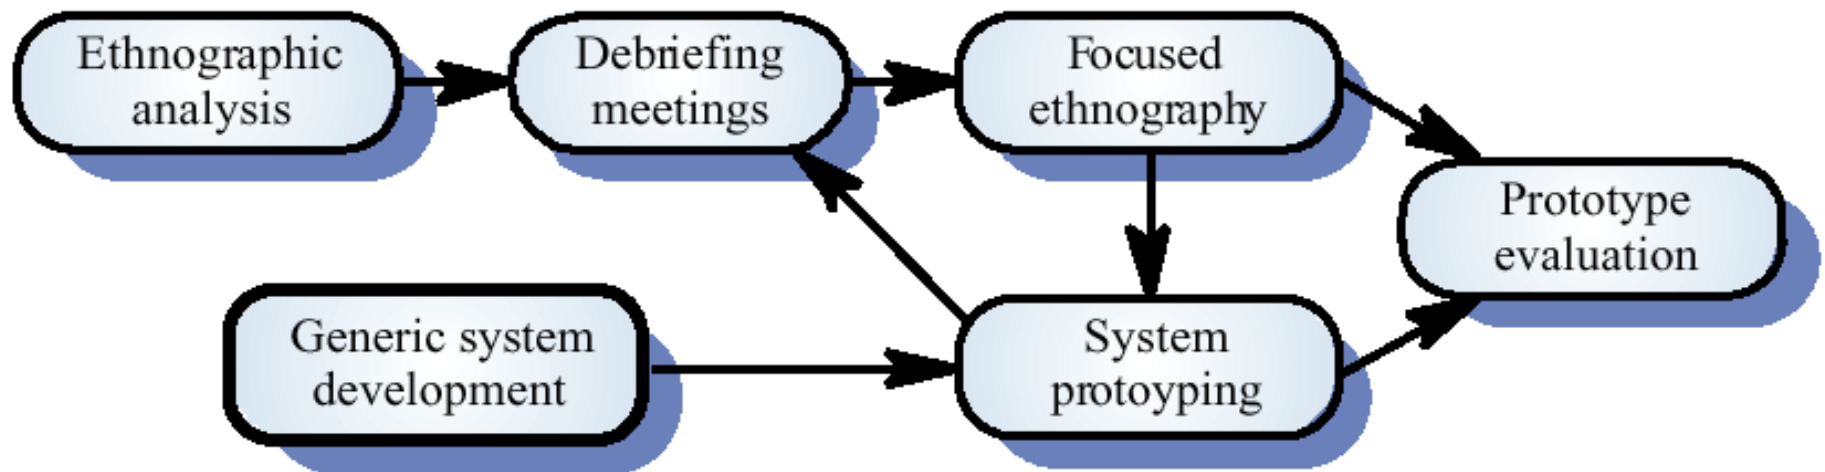 Ethnographic
analysis
Debriefing
meetings
Focused
ethnography
Prototype
evaluation
Generic system
development
System
protoyping